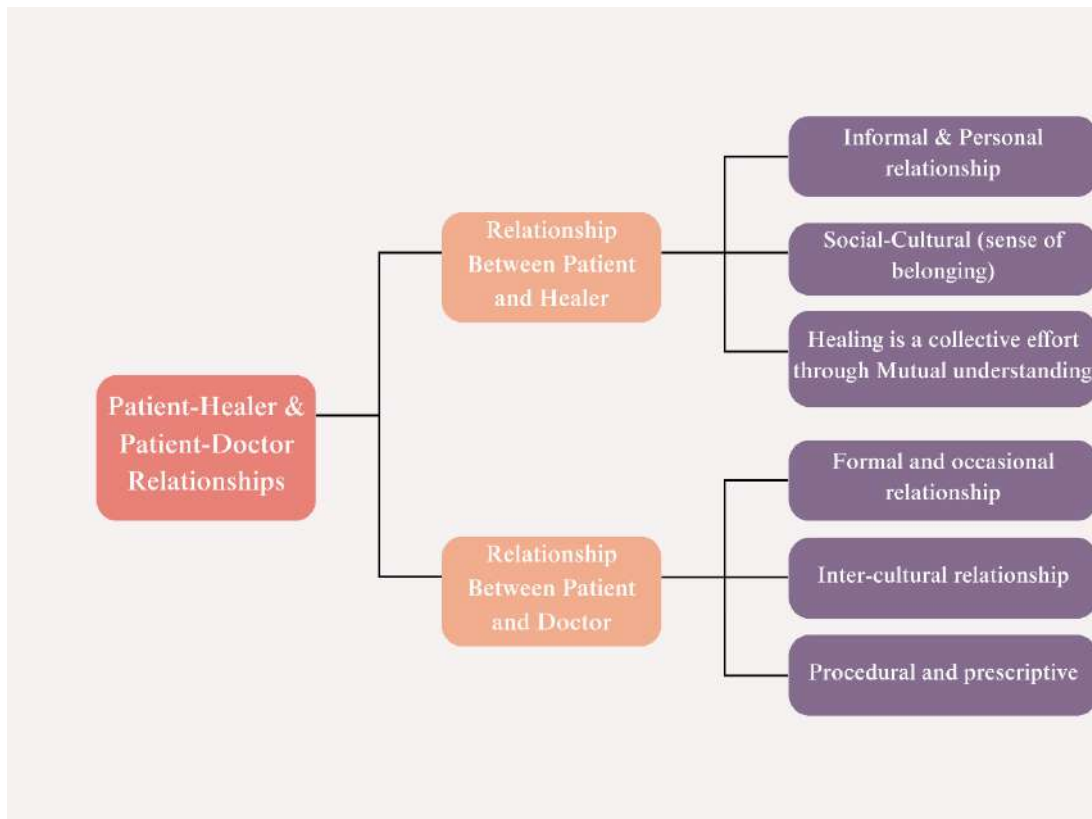 Patient-Healer &
Patient-Doctor
Relationships
Relationship
Between Patient
and Healer
Informal & Personal
relationship
Social-Cultural (sense of
belonging)
Healing is a collective effort
through Mutual understanding
Relationship
Between Patient
and Doctor
Formal and occasional
relationship
Inter-cultural relationship
Procedural and prescriptive